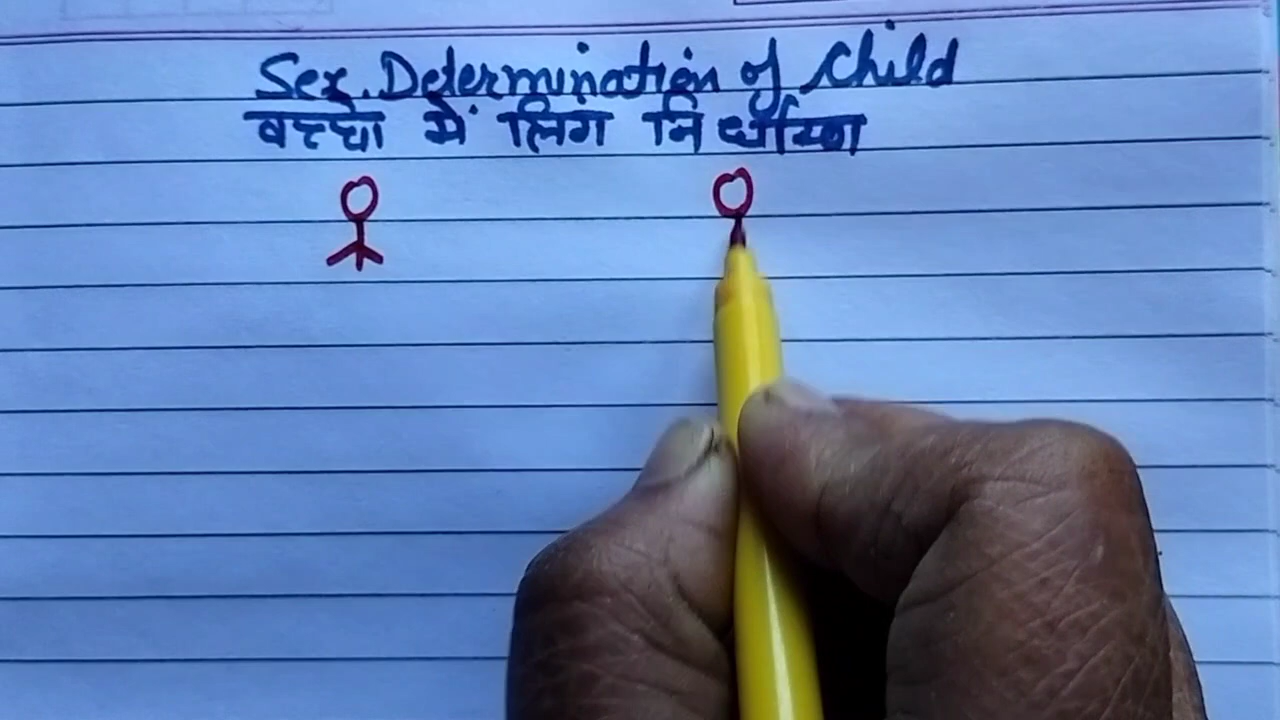 Sex. Determination of Child
बच्चो में लिग निर्धारण